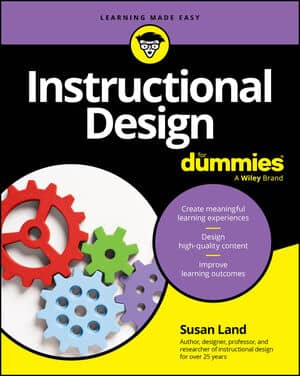 LEARNING MADE EASY
Instructional
Design
for
dummies
A Wiley Brand
Create meaningful
learning experiences
Design
high-quality content
Improve
learning outcomes
Susan Land
Author, designer, professor, and
researcher of instructional design
for over 25 years